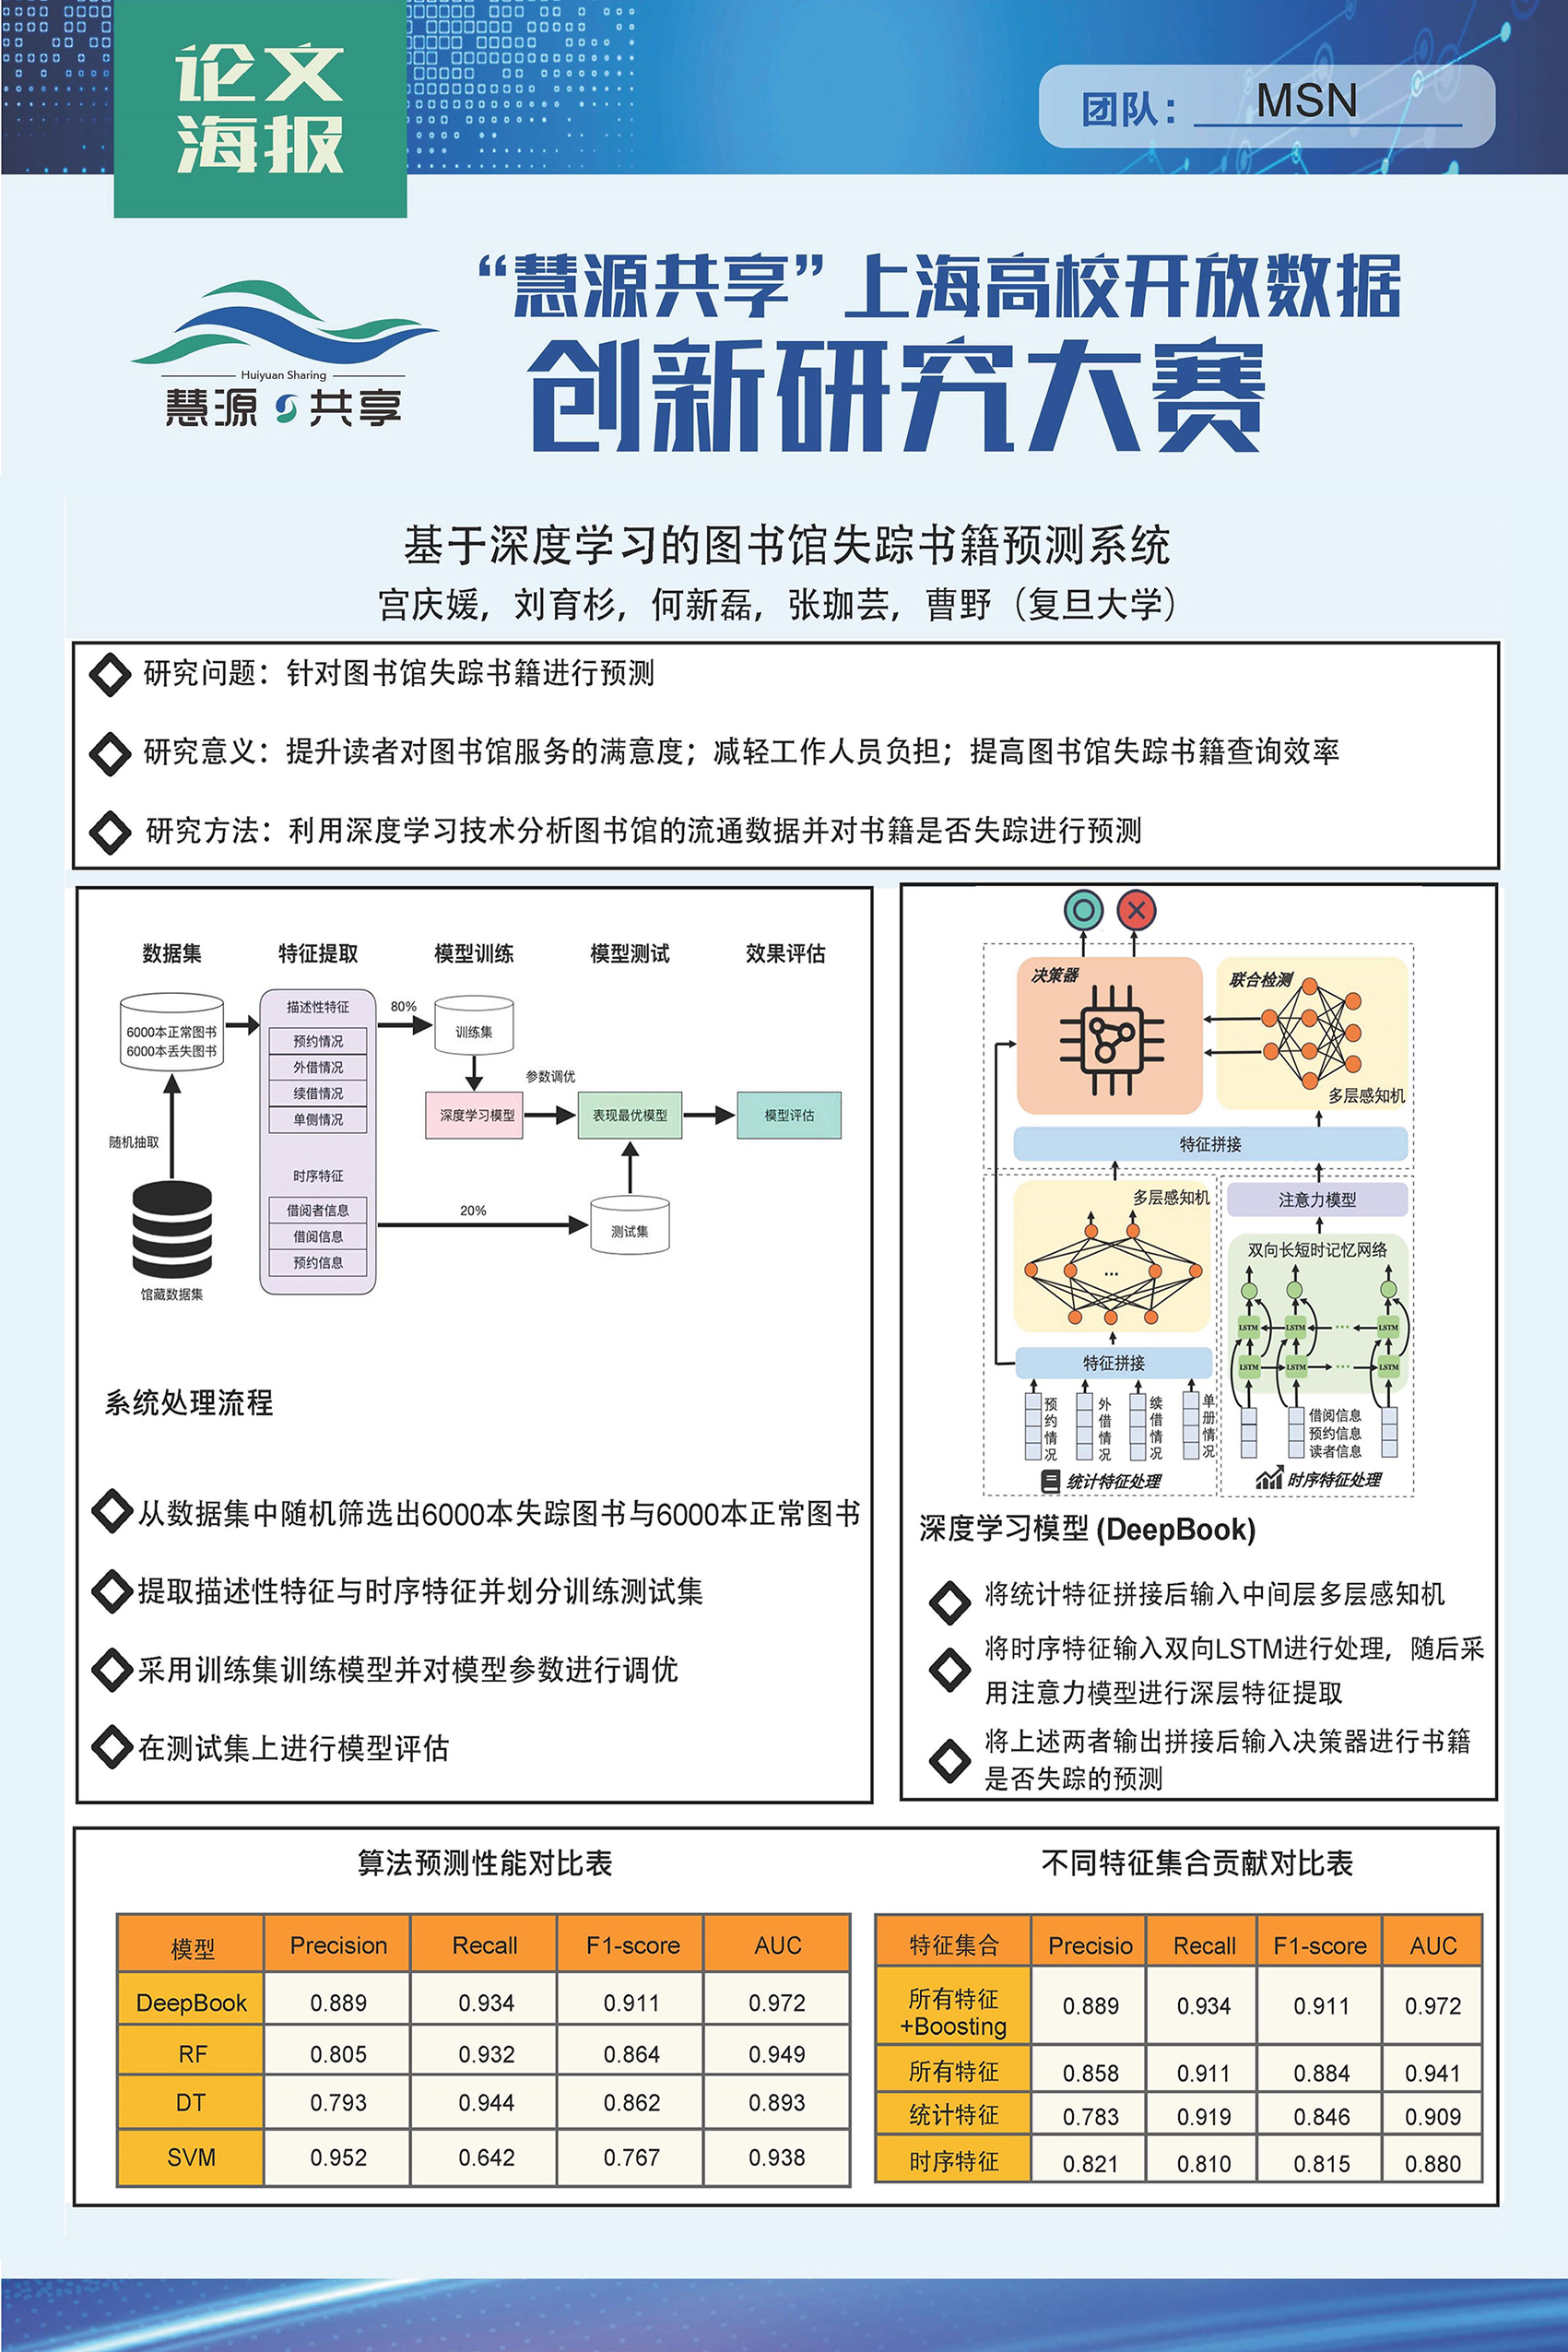 论文
海报
团队： MSN
Huiyuan Sharing
慧源 共享
“慧源共享”上海高校开放数据
创新研究大赛
基于深度学习的图书馆失踪书籍预测系统
宫庆媛，刘育杉，何新磊，张珈芸，曹野（复旦大学）
研究问题：针对图书馆失踪书籍进行预测
研究意义：提升读者对图书馆服务的满意度；减轻工作人员负担；提高图书馆失踪书籍查询效率
研究方法：利用深度学习技术分析图书馆的流通数据并对书籍是否失踪进行预测
数据集 特征提取 模型训练 模型测试 效果评估
6000本正常图书
6000本丢失图书
随机抽取
馆藏数据集
描述性特征
预约情况
外借情况
续借情况
单侧情况
时序特征
借阅者信息
借阅信息
预约信息
80%
训练集
参数调优
深度学习模型
表现最优模型
模型评估
20%
测试集
系统处理流程
从数据集中随机筛选出6000本失踪图书与6000本正常图书
提取描述性特征与时序特征并划分训练测试集
采用训练集训练模型并对模型参数进行调优
在测试集上进行模型评估
决策器
联合检测
多层感知机
特征拼接
多层感知机
注意力模型
双向长短时记忆网络
LSTM LSTM ... LSTM
LSTM LSTM ... LSTM
...
特征拼接
预约情况
外借情况
续借情况
单册情况
借阅信息
预约信息
读者信息
统计特征处理
时序特征处理
深度学习模型 (DeepBook)
将统计特征拼接后输入中间层多层感知机
将时序特征输入双向LSTM进行处理，随后采
用注意力模型进行深层特征提取
将上述两者输出拼接后输入决策器进行书籍
是否失踪的预测
算法预测性能对比表
模型 Precision Recall F1-score AUC
DeepBook 0.889 0.934 0.911 0.972
RF 0.805 0.932 0.864 0.949
DT 0.793 0.944 0.862 0.893
SVM 0.952 0.642 0.767 0.938
不同特征集合贡献对比表
特征集合 Precisio Recall F1-score AUC
所有特征
+Boosting 0.889 0.934 0.911 0.972
所有特征 0.858 0.911 0.884 0.941
统计特征 0.783 0.919 0.846 0.909
时序特征 0.821 0.810 0.815 0.880